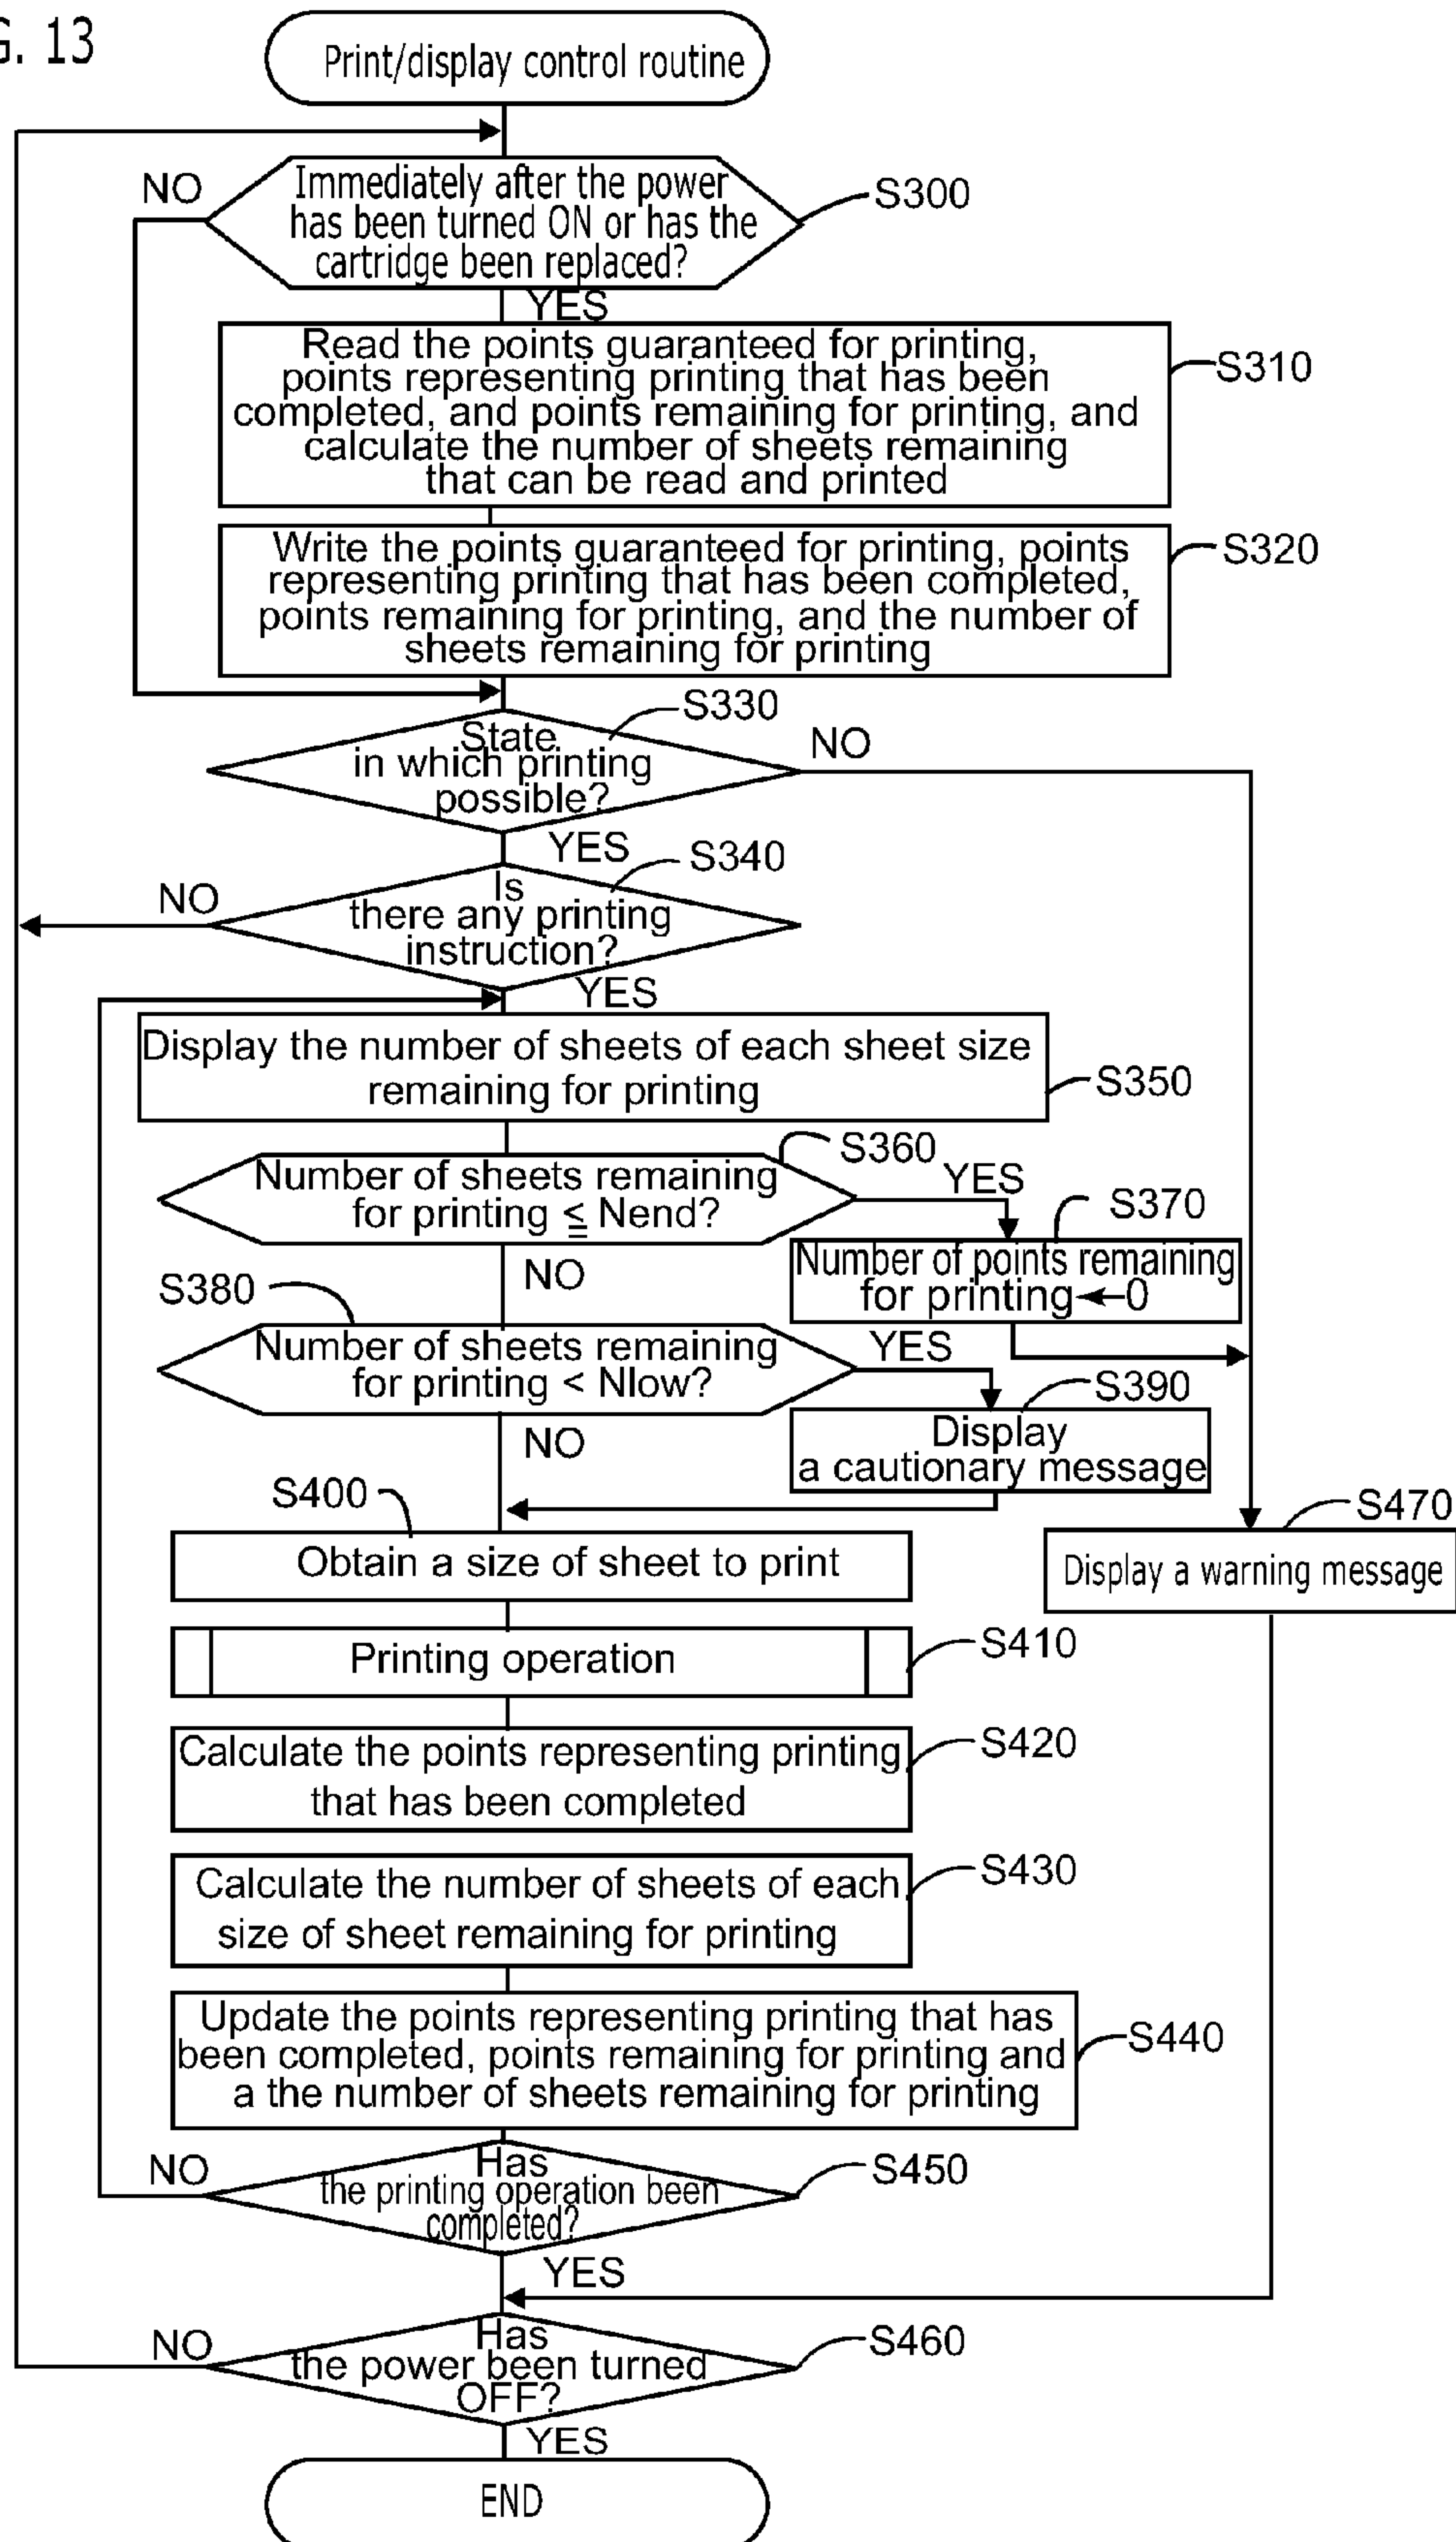 G. 13
Print/display control routine
NO
Immediately after the power
has been turned ON or has the
cartridge been replaced?
S300
YES
Read the points guaranteed for printing,
points representing printing that has been
completed, and points remaining for printing, and
calculate the number of sheets remaining
that can be read and printed
S310
Write the points guaranteed for printing, points
representing printing that has been completed,
points remaining for printing, and the number of
sheets remaining for printing
S320
S330
State
in which printing
possible?
NO
YES
S340
NO
Is
there any printing
instruction?
YES
Display the number of sheets of each sheet size
remaining for printing
S350
S360
Number of sheets remaining
for printing ≦ Nend?
YES
S370
NO
Number of points remaining
for printing←0
S380
Number of sheets remaining
for printing < Nlow?
YES
S390
NO
Display
a cautionary message
S400
S470
Obtain a size of sheet to print
Display a warning message
Printing operation
S410
Calculate the points representing printing
that has been completed
S420
Calculate the number of sheets of each
size of sheet remaining for printing
S430
Update the points representing printing that has
been completed, points remaining for printing and
a the number of sheets remaining for printing
S440
NO
Has
the printing operation been
completed?
S450
YES
NO
Has
the power been turned
OFF?
S460
YES
END